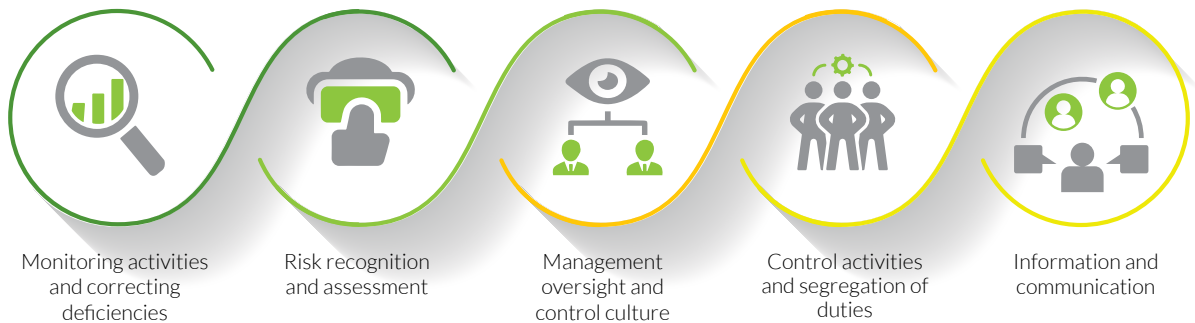 Monitoring activities
and correcting
deficiencies
Risk recognition
and assessment
Management
oversight and
control culture
Control activities
and segregation of
duties
Information and
communication